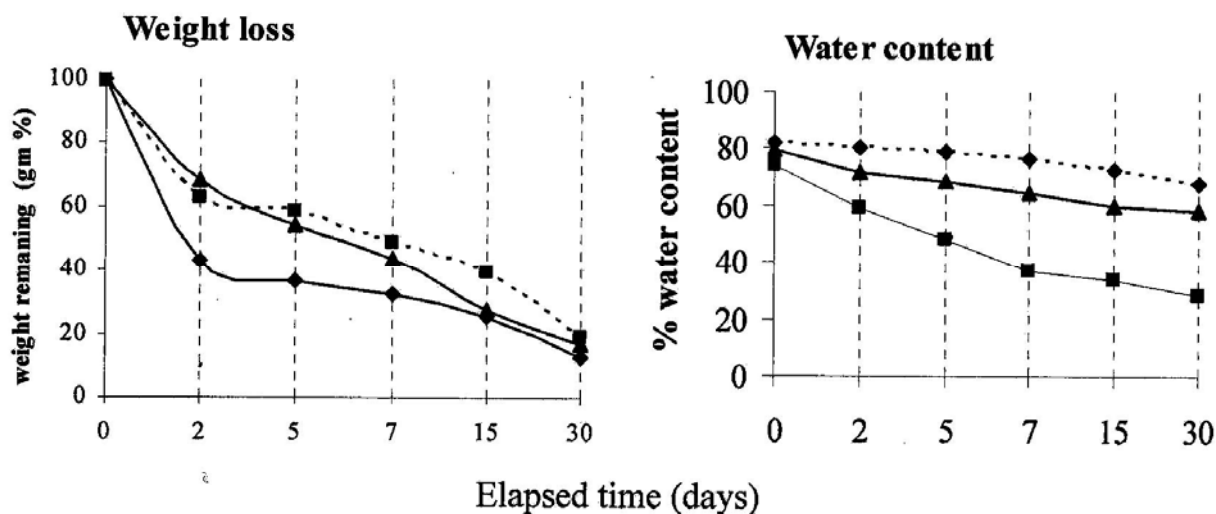 Weight loss
weight remaning (gm %)
100
80
60
40
20
0
0 2 5 7 15 30
Water content
% water content
100
80
60
40
20
0
0 2 5 7 15 30
Elapsed time (days)